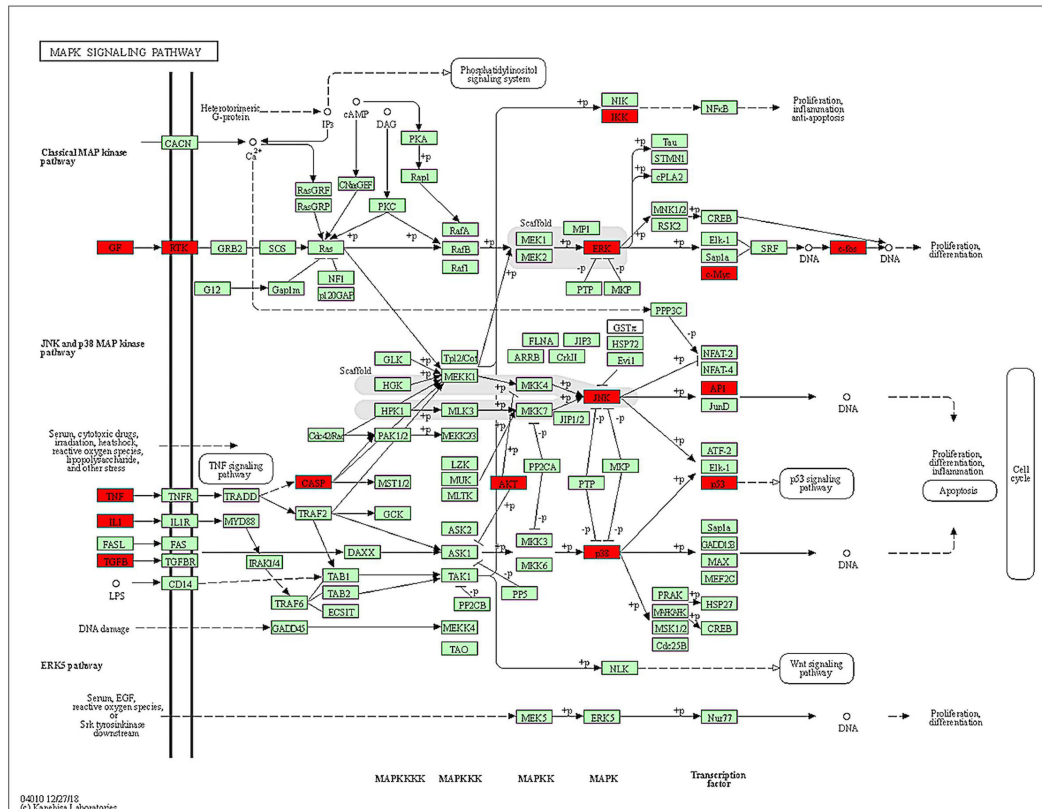 MAPK SIGNALING PATHWAY
Phosphatidylinositol
signaling system
Heterotorimeric
G-protein
IP3
cAMP
DAG
NIK
IKK
+p
NFκB
Proliferation,
inflammation
anti-apoptosis
Classical MAP kinase
pathway
CACN
Ca2+
PKA
+p
Rap1
RasGRF
RasGRP
CNasGEF
PKC
Tau
STMN1
cPLA2
+p
MNK1/2
RSK2
+p
CREB
GF
RTK
GRB2
SOS
Ras
+p
RafA
RafB
Raf1
+p
Scaffold
MEK1
MEK2
+p
MP1
ERK
+p
Elk-1
Sap1a
c-Myc
SRF
DNA
c-fos
DNA
Proliferation,
differentiation
G12
Gap1m
NF1
p120GAP
-p
-p
PTP
MKP
PPP3C
-p
JNK and p38 MAP kinase
pathway
GLK
HGK
HPK1
Scaffold
Tpl2/Cot
MEKK1
MLK3
MEKK2/3
FLNA
JIP3
ARRB
CrkII
GSTπ
HSP72
Evi1
NFAT-2
NFAT-4
MKK4
MKK7
JNK
JIP1/2
+p
AP1
JunD
DNA
Cdc42/Rac
PAK1/2
Serum, cytotoxic drugs,
irradiation, heatshock,
reactive oxygen species,
lipopolysaccharide,
and other stress
TNF signaling
pathway
CASP
MST1/2
LZK
MUK
MLTK
AKT
PP2CA
PTP
MKP
ATF-2
Elk-1
p53
p53 signaling
pathway
Proliferation,
differentiation,
inflammation
Apoptosis
Cell
cycle
TNF
TNFR
TRADD
TRAF2
GCK
IL1
IL1R
MYD88
ASK2
FASL
FAS
DAXX
ASK1
MKK3
MKK6
p38
Sap1a
GADD153
MAX
MEF2C
DNA
TGFB
TGFBR
IRAK1/4
LPS
CD14
TAB1
TAB2
ECSIT
TRAF6
TAK1
PP2CB
PP5
PRAK
MAPKAPK
MSK1/2
Cdc25B
HSP27
CREB
DNA damage
GADD45
MEKK4
TAO
ERK5 pathway
+p
NLK
Wnt signaling
pathway
Serum, EGF,
reactive oxygen species,
or
Srk tyrosinkinase
downstream
MEK5
+p
ERK5
+p
Nur77
DNA
Proliferation,
differentiation
MAPKKKK
MAPKKK
MAPKK
MAPK
Transcription
factor
04010 12/27/18
(c) Kanehisa Laboratories